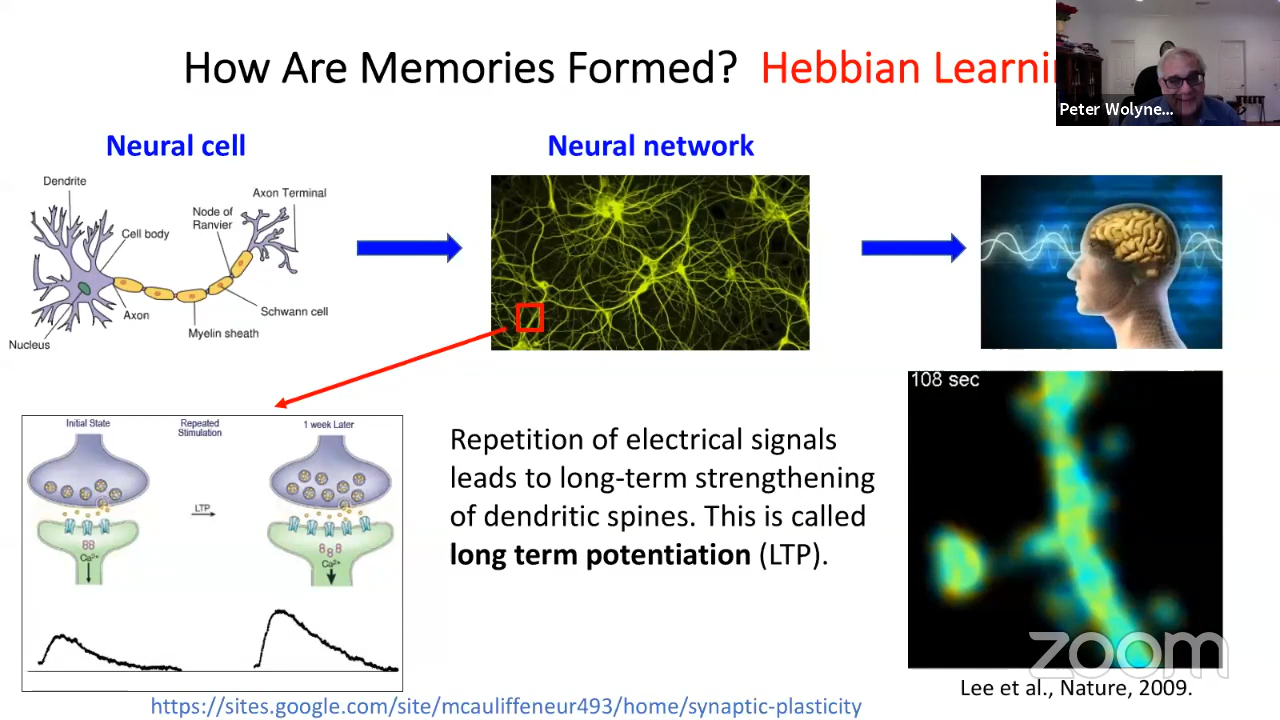 How Are Memories Formed? Hebbian Learni
Peter Wolyne...
Neural cell
Neural network
Dendrite
Axon Terminal
Node of
Ranvier
Cell body
Schwann cell
Axon
Myelin sheath
Nucleus
108 sec
Initial State
Repeated
Stimulation
1 week Later
LTP
Ca2+
Ca2+
Repetition of electrical signals
leads to long-term strengthening
of dendritic spines. This is called
long term potentiation (LTP).
zoom
Lee et al., Nature, 2009.
https://sites.google.com/site/mcauliffeneur493/home/synaptic-plasticity